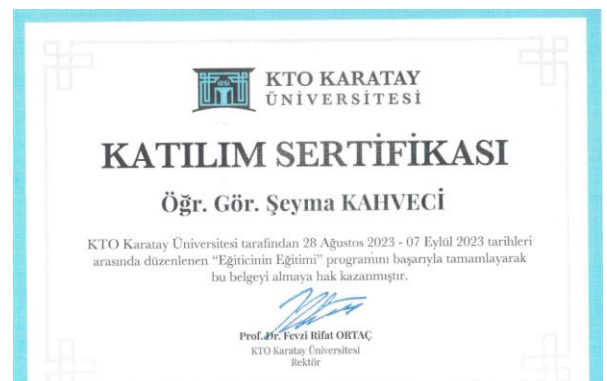 KTO KARATAY
ÜNİVERSİTESİ
KATILIM SERTİFİKASI
Öğr. Gör. Şeyma KAHVECİ
KTO Karatay Üniversitesi tarafından 28 Ağustos 2023 - 07 Eylül 2023 tarihleri
arasında düzenlenen “Eğiticinin Eğitimi” programını başarıyla tamamlayarak
bu belgeyi almaya hak kazanmıştır.
Prof. Dr. Fevzi Rifat ORTAÇ
KTO Karatay Üniversitesi
Rektör